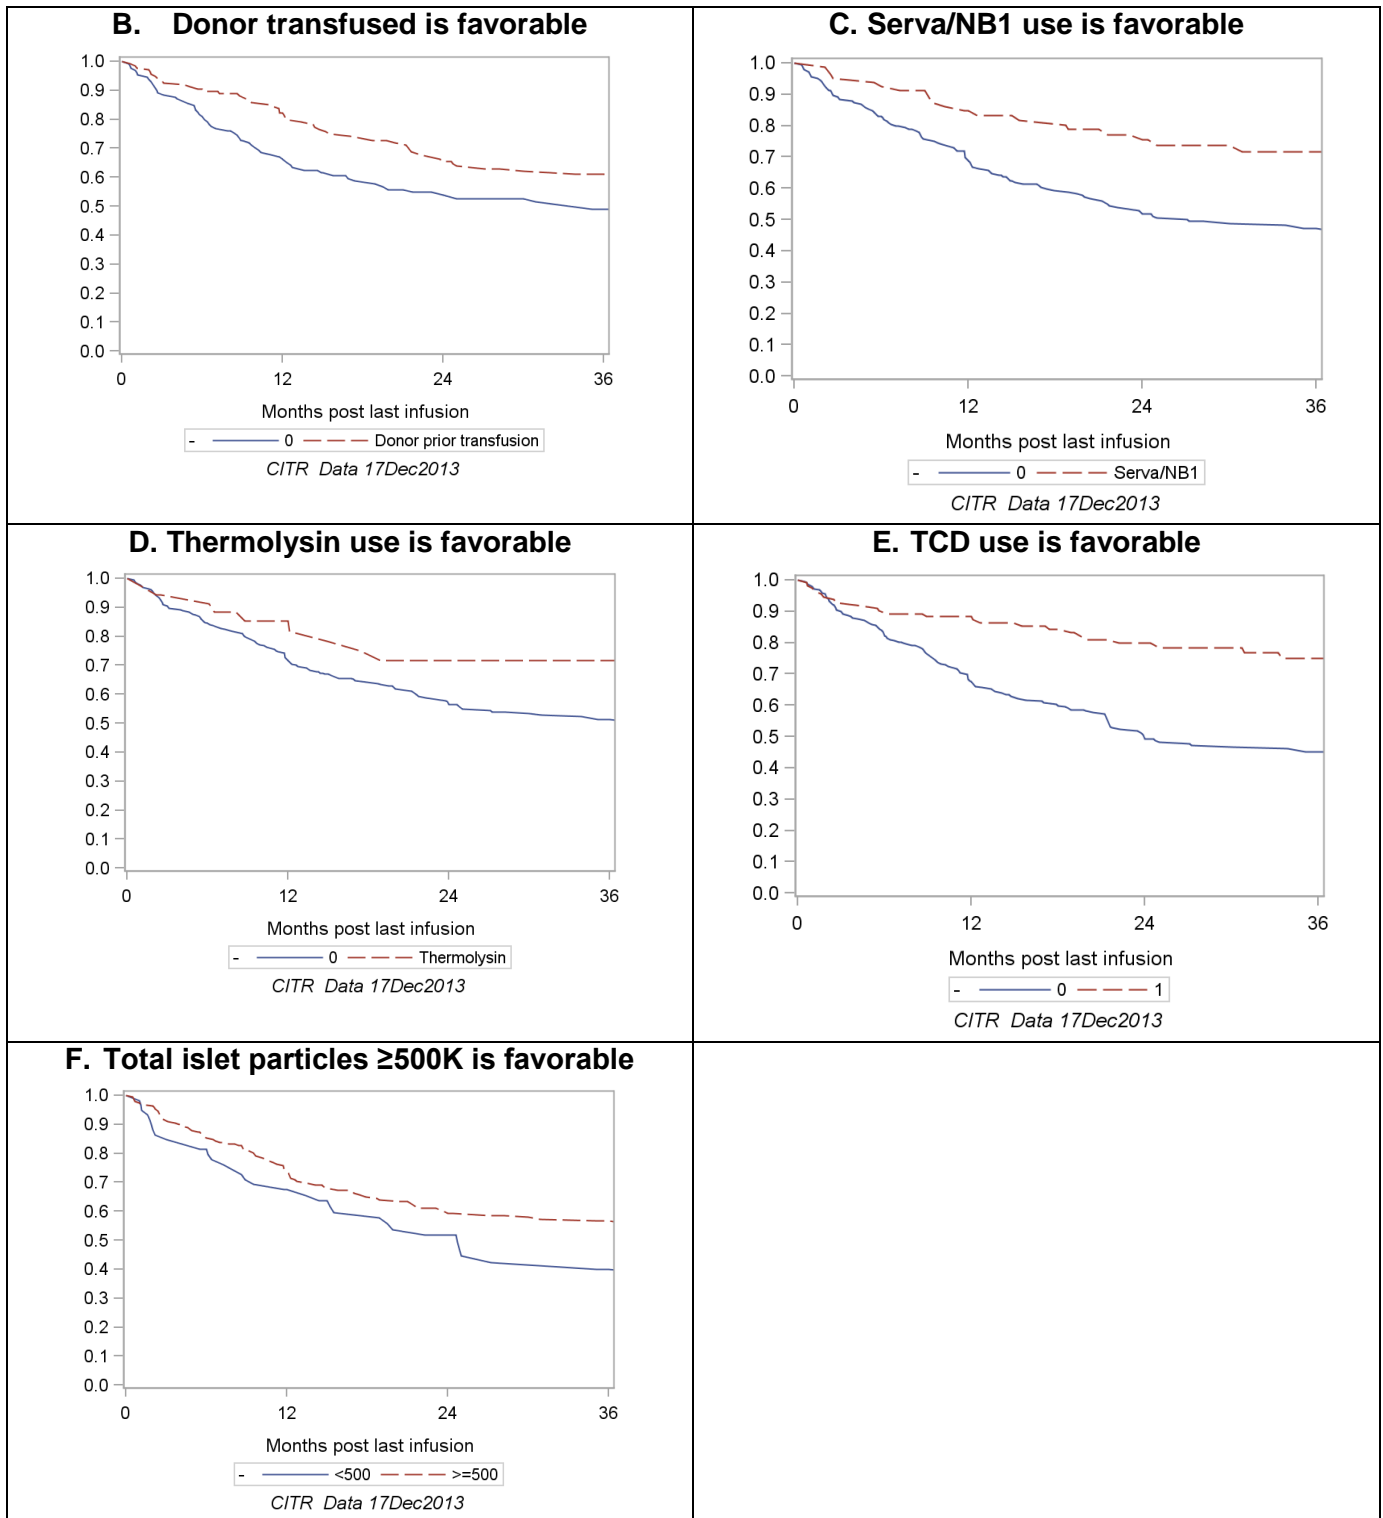 B. Donor transfused is favorable
1.0
0.9
0.8
0.7
0.6
0.5
0.4
0.3
0.2
0.1
0.0
0 12 24 36
Months post last infusion
- 0 Donor prior transfusion
CITR Data 17Dec2013
C. Serva/NB1 use is favorable
1.0
0.9
0.8
0.7
0.6
0.5
0.4
0.3
0.2
0.1
0.0
0 12 24 36
Months post last infusion
- 0 Serva/NB1
CITR Data 17Dec2013
D. Thermolysin use is favorable
1.0
0.9
0.8
0.7
0.6
0.5
0.4
0.3
0.2
0.1
0.0
0 12 24 36
Months post last infusion
- 0 Thermolysin
CITR Data 17Dec2013
E. TCD use is favorable
1.0
0.9
0.8
0.7
0.6
0.5
0.4
0.3
0.2
0.1
0.0
0 12 24 36
Months post last infusion
- 0 1
CITR Data 17Dec2013
F. Total islet particles ≥500K is favorable
1.0
0.9
0.8
0.7
0.6
0.5
0.4
0.3
0.2
0.1
0.0
0 12 24 36
Months post last infusion
- <500 >=500
CITR Data 17Dec2013